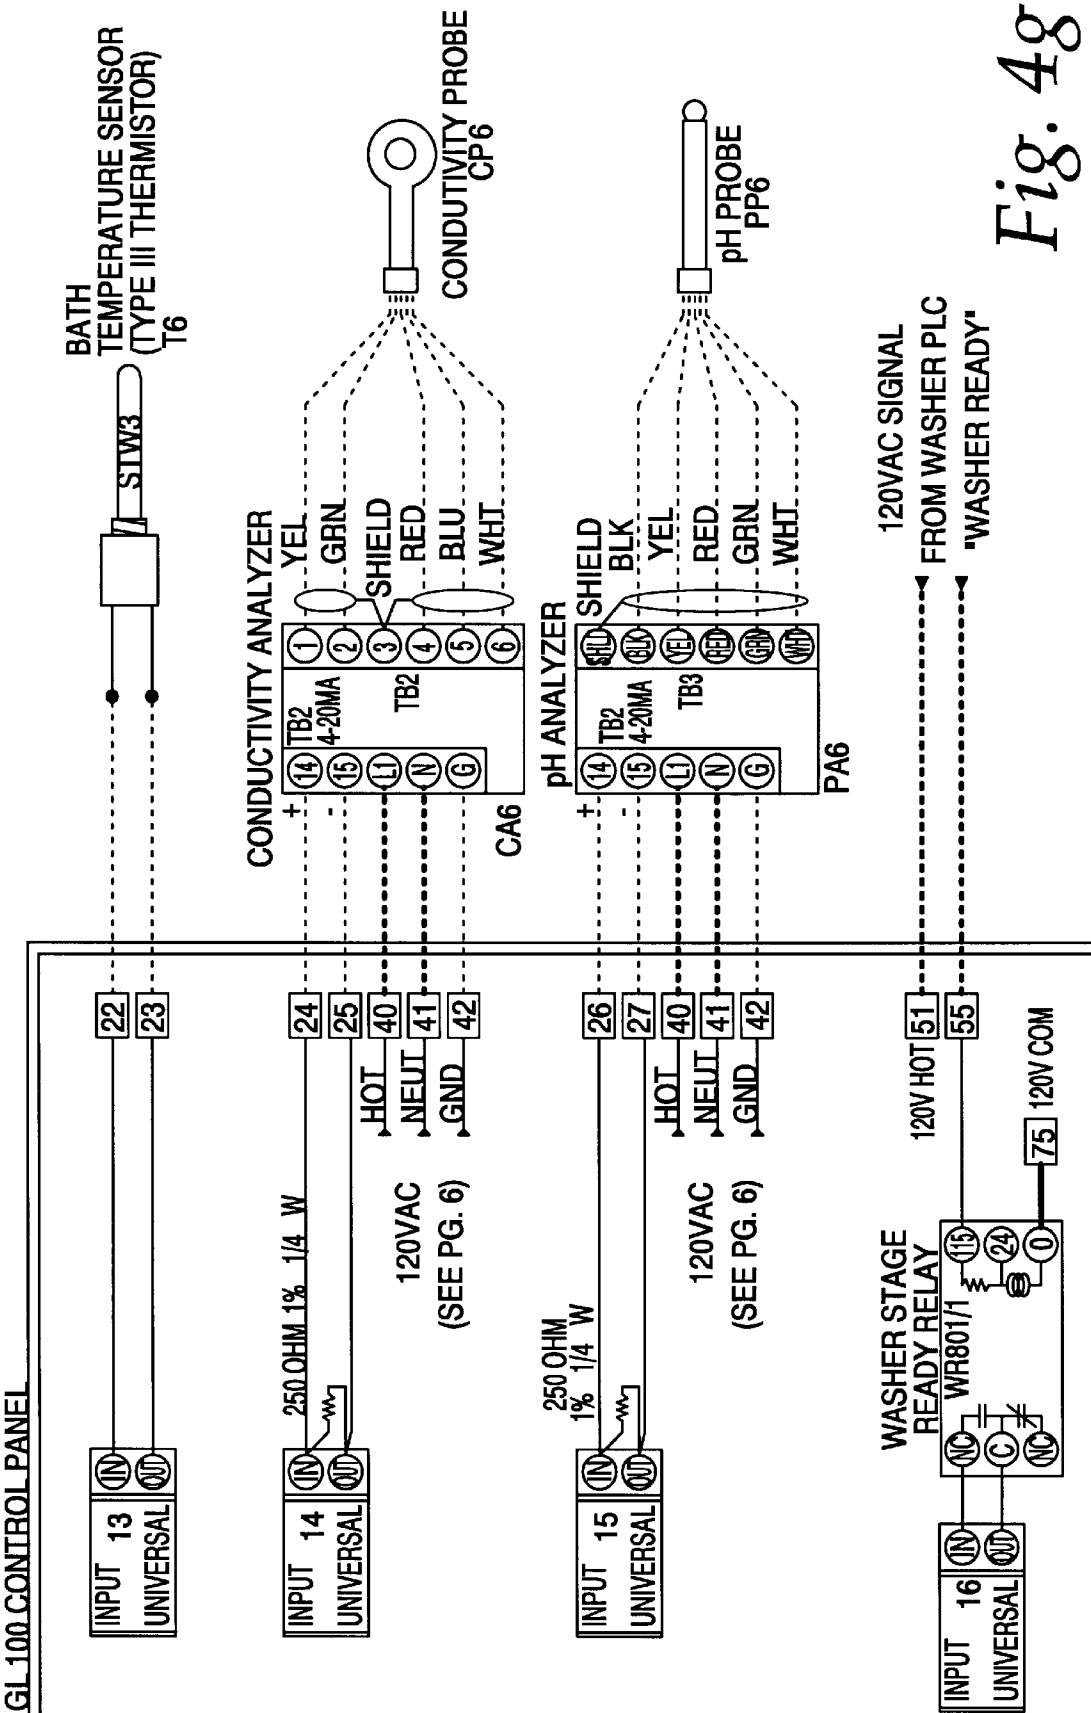 GL 100 CONTROL PANEL
INPUT 13
UNIVERSAL
IN
OUT
22
23
STW3
BATH
TEMPERATURE SENSOR
(TYPE III THERMISTOR)
T6
INPUT 14
UNIVERSAL
IN
OUT
250 OHM 1% 1/4 W
24
25
40
41
42
HOT
NEUT
GND
120VAC
(SEE PG. 6)
CONDUCTIVITY ANALYZER
+
-
14
15
L1
N
G
TB2
4-20MA
TB2
1
2
3
4
5
6
CA6
YEL
GRN
SHIELD
RED
BLU
WHT
CONDUTIVITY PROBE
CP6
INPUT 15
UNIVERSAL
IN
OUT
250 OHM
1% 1/4 W
26
27
40
41
42
HOT
NEUT
GND
120VAC
(SEE PG. 6)
pH ANALYZER
+
-
14
15
L1
N
G
TB2
4-20MA
TB3
SHLD
BLK
YEL
RED
GRN
WHT
PA6
SHIELD
BLK
YEL
RED
GRN
WHT
pH PROBE
PP6
INPUT 16
UNIVERSAL
IN
OUT
WASHER STAGE
READY RELAY
WR801/1
NC
C
NC
115
24
0
120V HOT
51
55
75
120V COM
120VAC SIGNAL
FROM WASHER PLC
"WASHER READY"
Fig. 4g